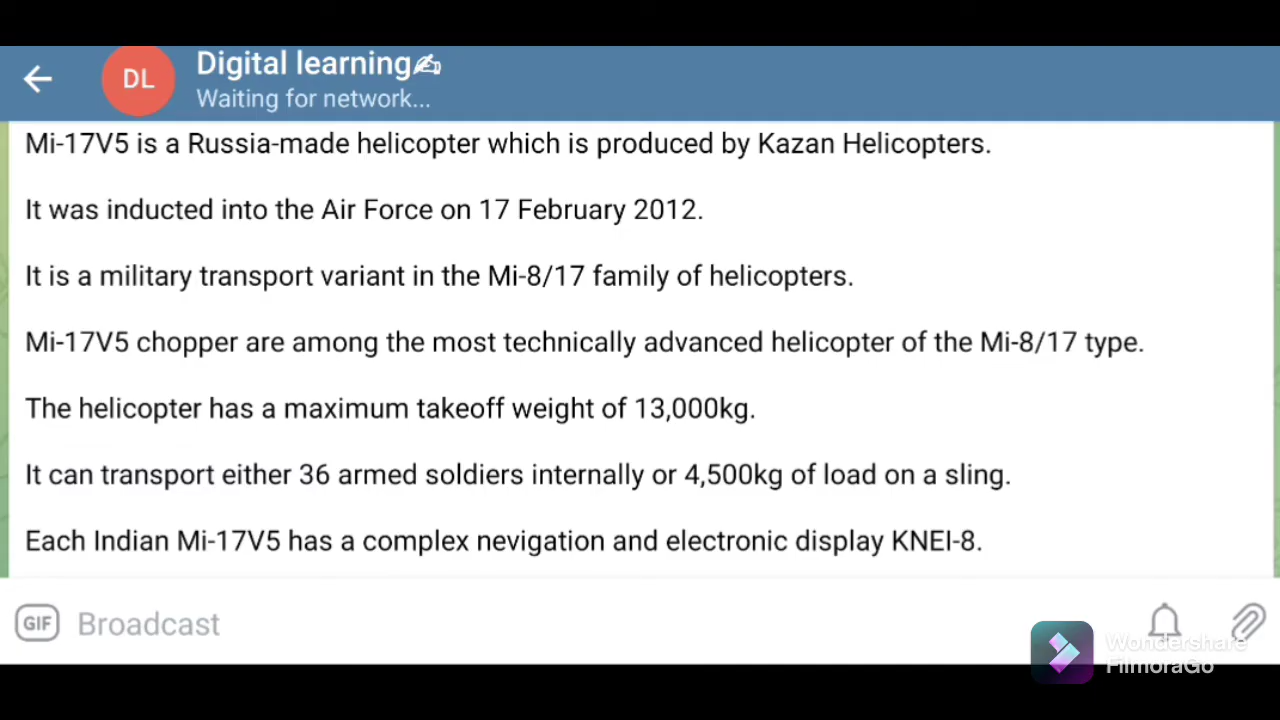 DL
Digital learning✍
Waiting for network...
Mi-17V5 is a Russia-made helicopter which is produced by Kazan Helicopters.
It was inducted into the Air Force on 17 February 2012.
It is a military transport variant in the Mi-8/17 family of helicopters.
Mi-17V5 chopper are among the most technically advanced helicopter of the Mi-8/17 type.
The helicopter has a maximum takeoff weight of 13,000kg.
It can transport either 36 armed soldiers internally or 4,500kg of load on a sling.
Each Indian Mi-17V5 has a complex nevigation and electronic display KNEI-8.
GIF
Broadcast
Wondershare
FilmoraGo